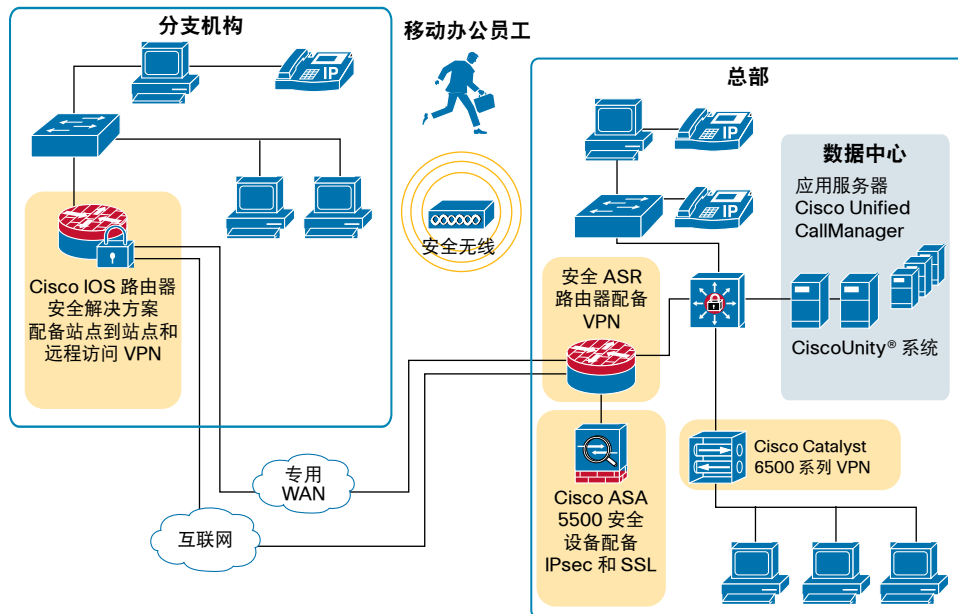 分支机构
IP
Cisco IOS 路由器
安全解决方案
配备站点到站点和
远程访问 VPN
移动办公员工
安全无线
专用
WAN
互联网
总部
IP
IP
数据中心
应用服务器
Cisco Unified
CallManager
CiscoUnity® 系统
安全 ASR
路由器配备
VPN
Cisco ASA
5500 安全
设备配备
IPsec 和 SSL
Cisco Catalyst
6500 系列 VPN